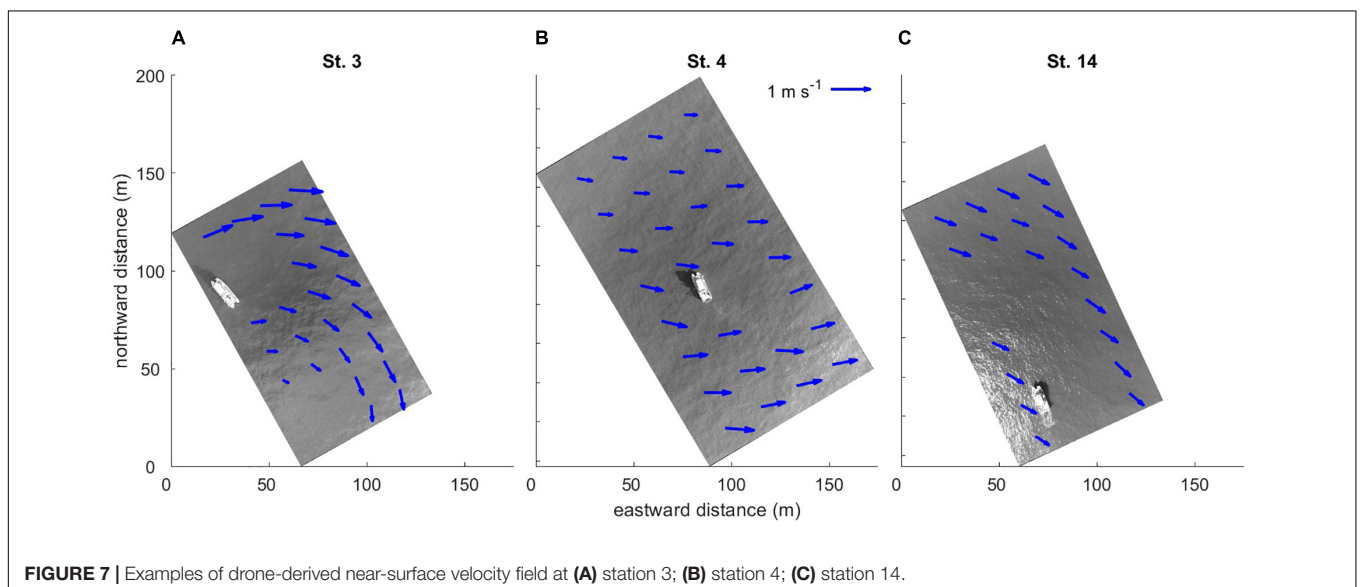 A
B
C
St. 3
St. 4
St. 14
1 m s-1
200
150
100
50
0
northward distance (m)
0 50 100 150
0 50 100 150
0 50 100 150
eastward distance (m)
FIGURE 7 | Examples of drone-derived near-surface velocity field at (A) station 3; (B) station 4; (C) station 14.